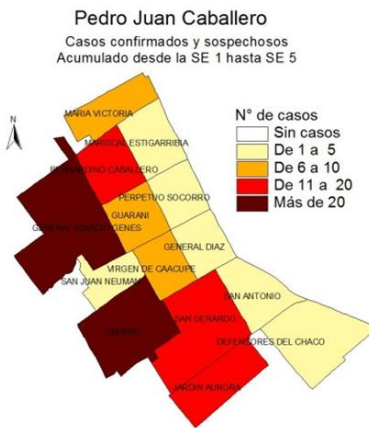 Pedro Juan Caballero
Casos confirmados y sospechosos
Acumulado desde la SE 1 hasta SE 5
N
N° de casos
Sin casos
De 1 a 5
De 6 a 10
De 11 a 20
Más de 20
MARIA VICTORIA
MARISCAL ESTIGARRIBIA
BERNARDINO CABALLERO
PERPETUO SOCORRO
GUARANI
GENERAL
GENES
GENERAL DIAZ
VIRGEN DE CAACUPE
SAN JUAN NEUMAN
SAN ANTONIO
SAN GERARDO
OBRERO
DEFENSORES DEL CHACO
JARDIN AURORA